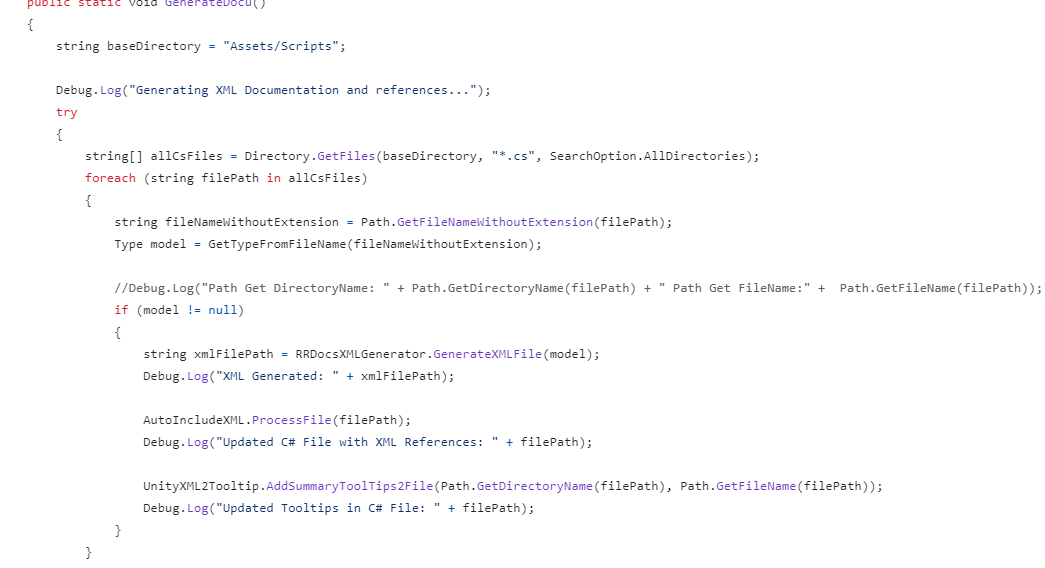 public static void GenerateDocu()
{
string baseDirectory = "Assets/Scripts";
Debug.Log("Generating XML Documentation and references...");
try
{
string[] allCsFiles = Directory.GetFiles(baseDirectory, "*.cs", SearchOption.AllDirectories);
foreach (string filePath in allCsFiles)
{
string fileNameWithoutExtension = Path.GetFileNameWithoutExtension(filePath);
Type model = GetTypeFromFileName(fileNameWithoutExtension);
//Debug.Log("Path Get DirectoryName: " + Path.GetDirectoryName(filePath) + " Path Get FileName:" +  Path.GetFileName(filePath));
if (model != null)
{
string xmlFilePath = RRDocsXMLGenerator.GenerateXMLFile(model);
Debug.Log("XML Generated: " + xmlFilePath);
AutoIncludeXML.ProcessFile(filePath);
Debug.Log("Updated C# File with XML References: " + filePath);
UnityXML2Tooltip.AddSummaryToolTips2File(Path.GetDirectoryName(filePath), Path.GetFileName(filePath));
Debug.Log("Updated Tooltips in C# File: " + filePath);
}
}